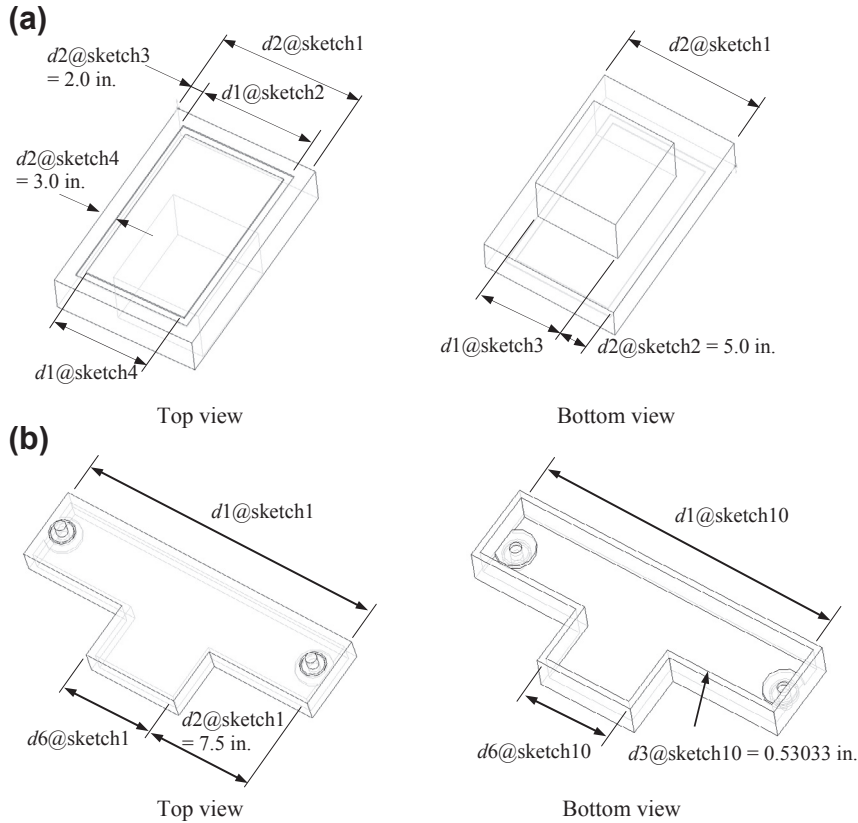 (a)
d2@sketch3
= 2.0 in.
d2@sketch1
d1@sketch2
d2@sketch4
= 3.0 in.
d1@sketch4
Top view
d2@sketch1
d1@sketch3
d2@sketch2 = 5.0 in.
Bottom view
(b)
d1@sketch1
d6@sketch1
d2@sketch1
= 7.5 in.
Top view
d1@sketch10
d6@sketch10
d3@sketch10 = 0.53033 in.
Bottom view